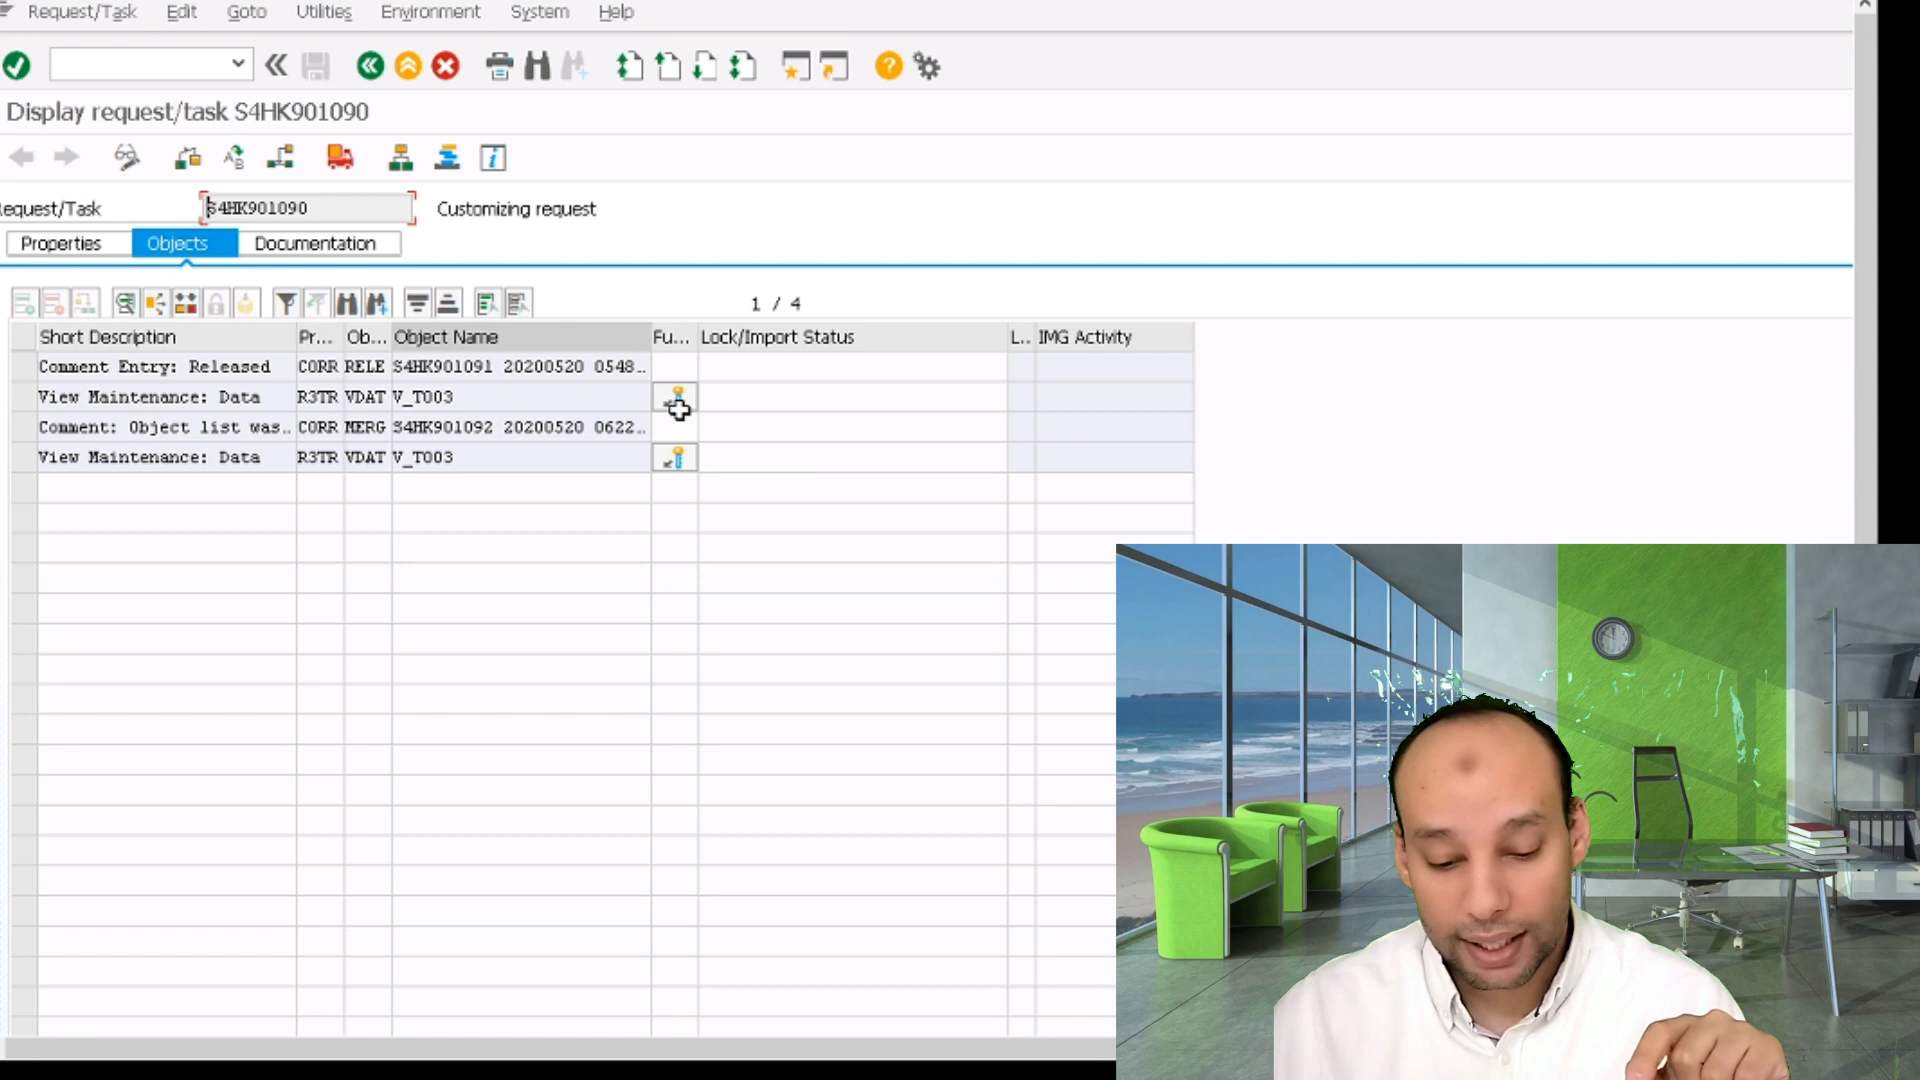 Request/Task Edit Goto Utilities Environment System Help
Display request/task S4HK901090
equest/Task S4HK901090 Customizing request
Properties Objects Documentation
1 / 4
Short Description Pr... Ob... Object Name Fu... Lock/Import Status L.. IMG Activity
Comment Entry: Released CORR RELE S4HK901091 20200520 0548..
View Maintenance: Data R3TR VDAT V_T003
Comment: Object list was.. CORR MERG S4HK901092 20200520 0622..
View Maintenance: Data R3TR VDAT V_T003